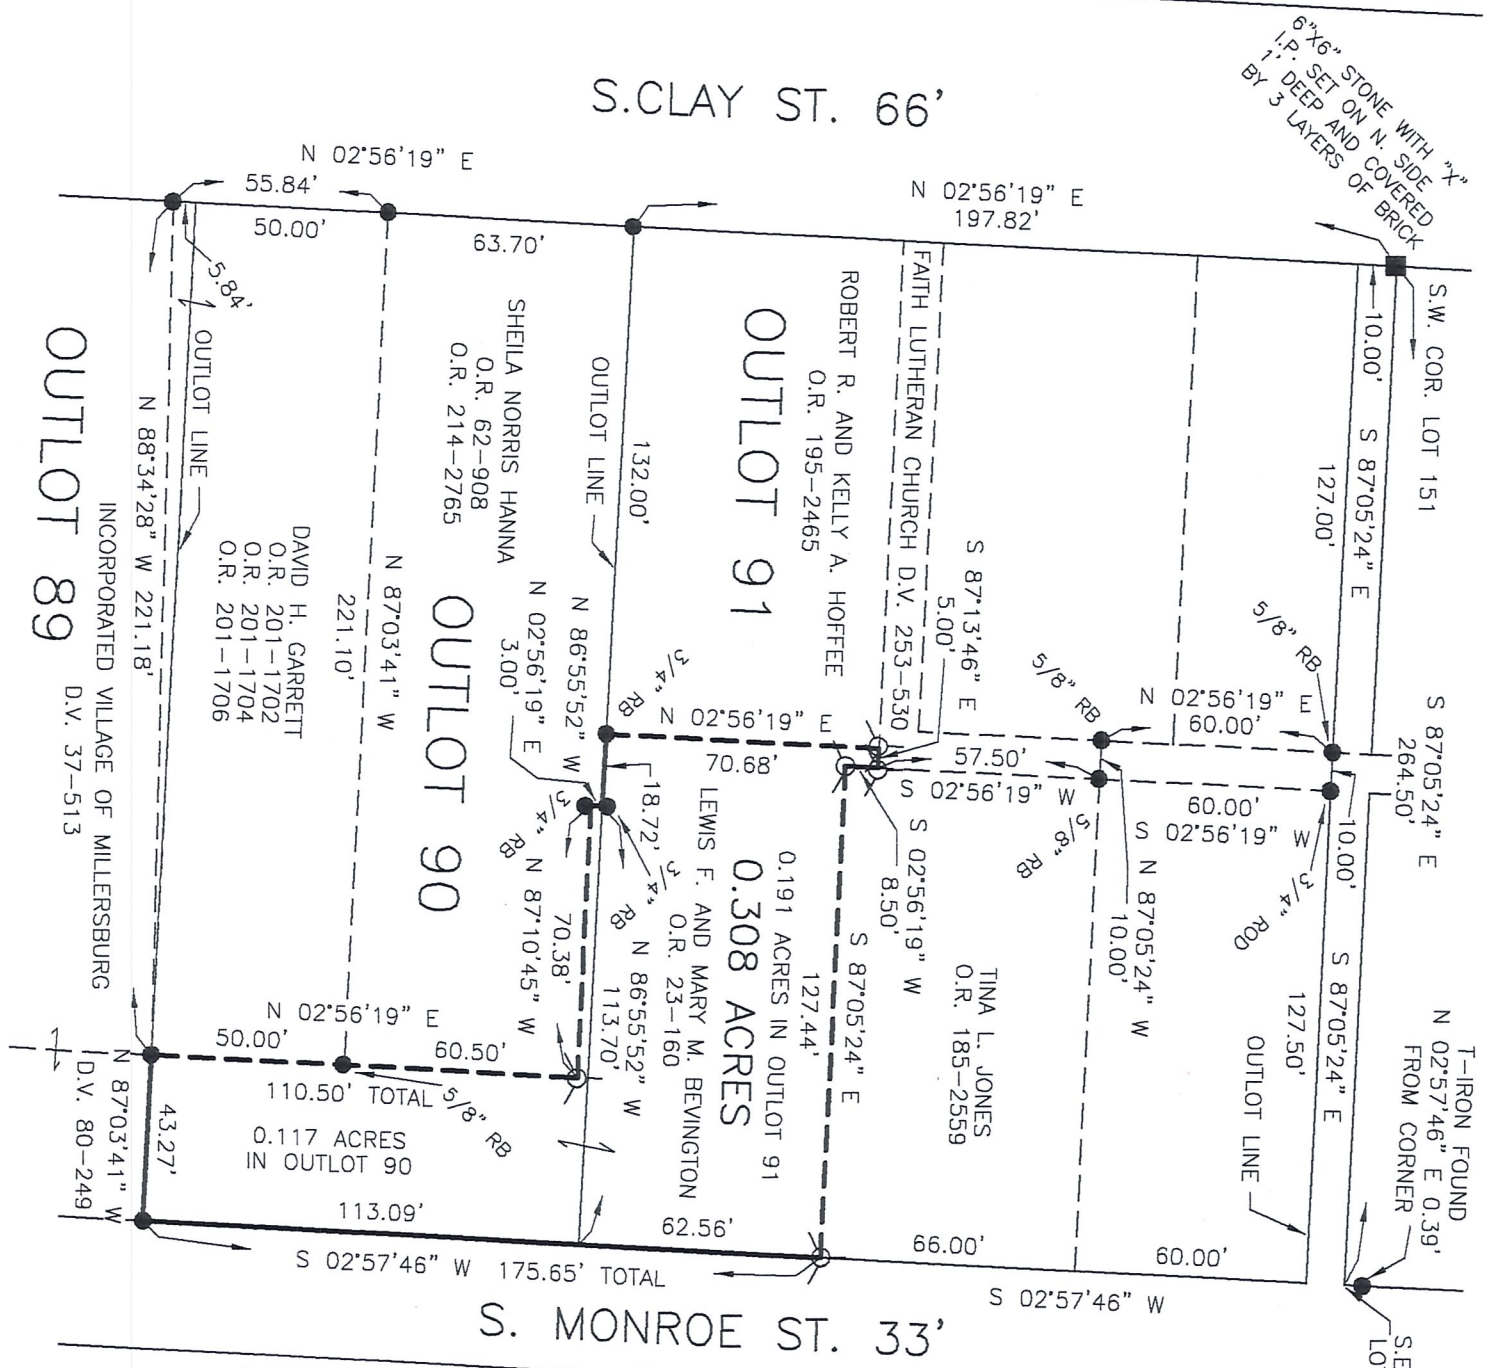 6"X6" STONE WITH "X"
I.P. SET ON N. SIDE
1' DEEP AND COVERED
BY 3 LAYERS OF BRICK
S.CLAY ST. 66'
N 02°56'19" E
55.84'
50.00'
63.70'
N 02°56'19" E
197.82'
5.84'
S.W. COR. LOT 151
10.00'
S 87°05'24" E
127.00'
OUTLOT LINE
OUTLOT 89
N 88°34'28" W 221.18'
INCORPORATED VILLAGE OF MILLERSBURG
D.V. 37-513
DAVID H. GARRETT
O.R. 201-1702
O.R. 201-1704
O.R. 201-1706
N 87°03'41" W
221.10'
SHEILA NORRIS HANNA
O.R. 62-908
O.R. 214-2765
OUTLOT 90
OUTLOT LINE
132.00'
N 86°55'52" W
N 02°56'19" E
3.00'
OUTLOT 91
ROBERT R. AND KELLY A. HOFFEE
O.R. 195-2465
FAITH LUTHERAN CHURCH D.V. 253-530
S 87°13'46" E
5.00'
5/8" RB
5/8" RB
N 02°56'19" E
60.00'
S 87°05'24" E
264.50'
3/4" RB
N 02°56'19" E
70.68'
57.50'
S 02°56'19" W
60.00'
S 02°56'19" W
10.00'
3/4" ROD
5/8" RB
N 87°05'24" W
10.00'
S 02°56'19" W
8.50'
18.72'
3/4" RB
3/4" RB
N 87°10'45" W
70.38'
N 86°55'52" W
113.70'
LEWIS F. AND MARY M. BEVINGTON
O.R. 23-160
0.308 ACRES
0.191 ACRES IN OUTLOT 91
S 87°05'24" E
127.44'
TINA L. JONES
O.R. 185-2559
S 87°05'24" E
127.50'
OUTLOT LINE
T-IRON FOUND
N 02°57'46" E 0.39'
FROM CORNER
N 02°56'19" E
50.00'
60.50'
110.50' TOTAL
5/8" RB
0.117 ACRES
IN OUTLOT 90
N 87°03'41" W
43.27'
D.V. 80-249
113.09'
62.56'
66.00'
60.00'
S 02°57'46" W 175.65' TOTAL
S 02°57'46" W
S. MONROE ST. 33'
S.E
LO